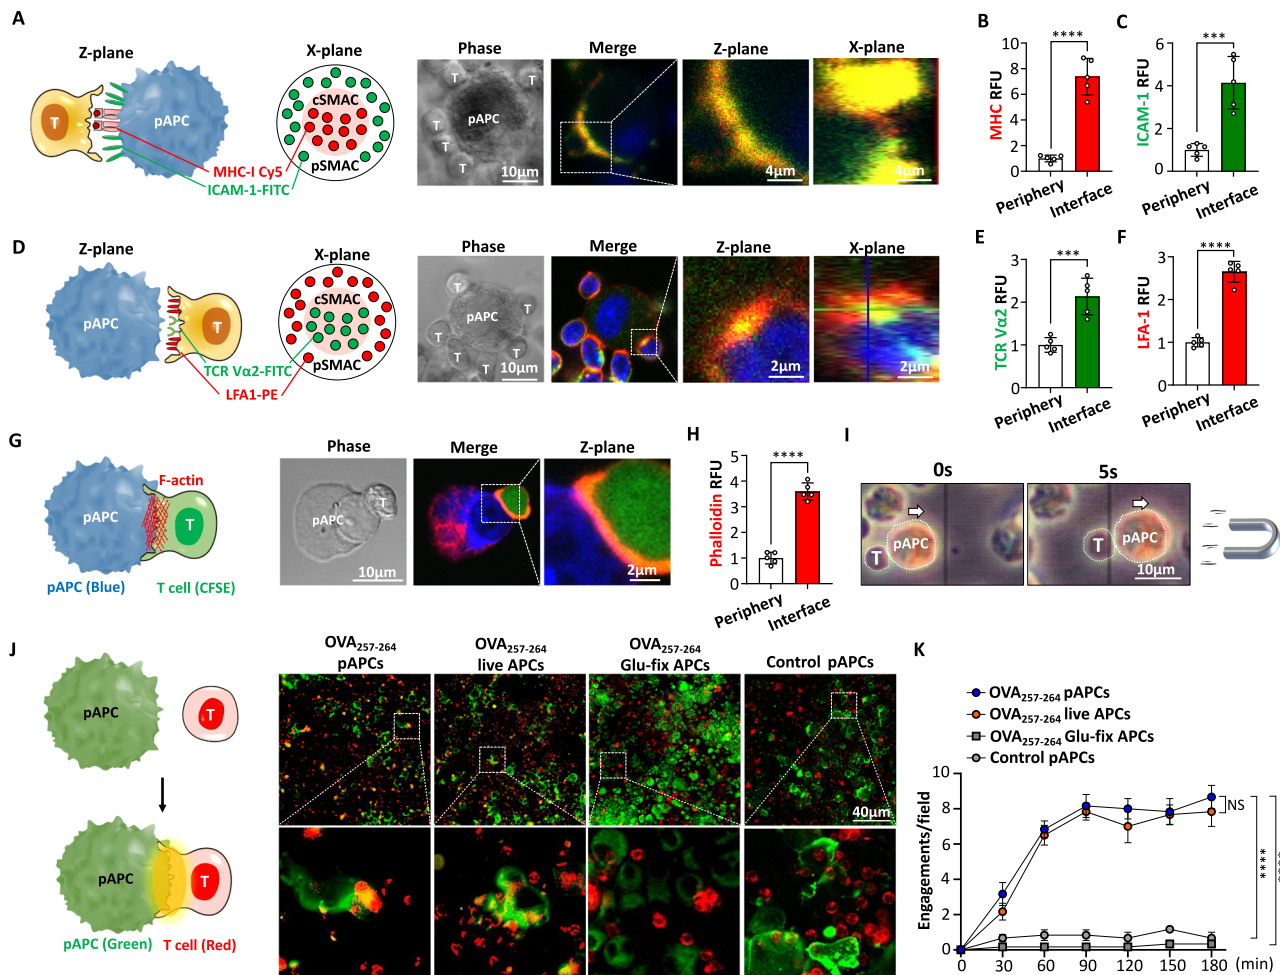 A
Z-plane
X-plane
T
pAPC
cSMAC
pSMAC
MHC-I Cy5
ICAM-1-FITC
Phase
Merge
Z-plane
X-plane
T
T
pAPC
T
T
T
10µm
4µm
4µm
B
MHC RFU
10
8
6
4
2
0
****
Periphery
Interface
C
ICAM-1 RFU
6
4
2
0
***
Periphery
Interface
D
Z-plane
X-plane
pAPC
T
cSMAC
pSMAC
TCR Vα2-FITC
LFA1-PE
Phase
Merge
Z-plane
X-plane
T
pAPC
T
T
T
T
10µm
2µm
2µm
E
TCR Vα2 RFU
3
2
1
0
***
Periphery
Interface
F
LFA-1 RFU
3
2
1
0
****
Periphery
Interface
G
F-actin
pAPC
T
pAPC (Blue)
T cell (CFSE)
Phase
Merge
Z-plane
T
pAPC
10µm
2µm
H
Phalloidin RFU
5
4
3
2
1
0
****
Periphery
Interface
I
0s
5s
pAPC
T
pAPC
T
10µm
J
pAPC
T
pAPC
T
pAPC (Green)
T cell (Red)
OVA257-264
pAPCs
OVA257-264
live APCs
OVA257-264
Glu-fix APCs
Control pAPCs
40µm
K
OVA257-264 pAPCs
OVA257-264 live APCs
OVA257-264 Glu-fix APCs
Control pAPCs
Engagements/field
10
8
6
4
2
0
NS
****
****
0 30 60 90 120 150 180 (min)